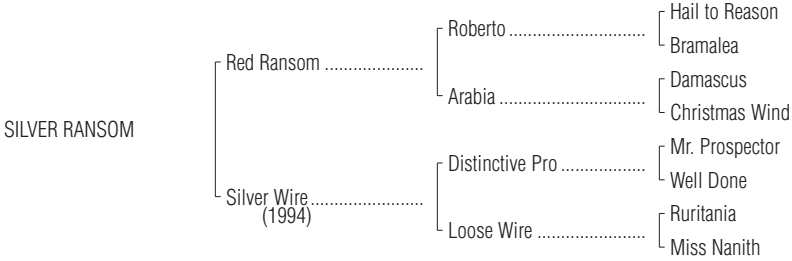 Hail to Reason
Roberto ............................
Bramalea
Red Ransom .....................
Damascus
Arabia ..............................
Christmas Wind
SILVER RANSOM
Mr. Prospector
Distinctive Pro .................
Well Done
Silver Wire ........................
(1994)
Ruritania
Loose Wire ......................
Miss Nanith